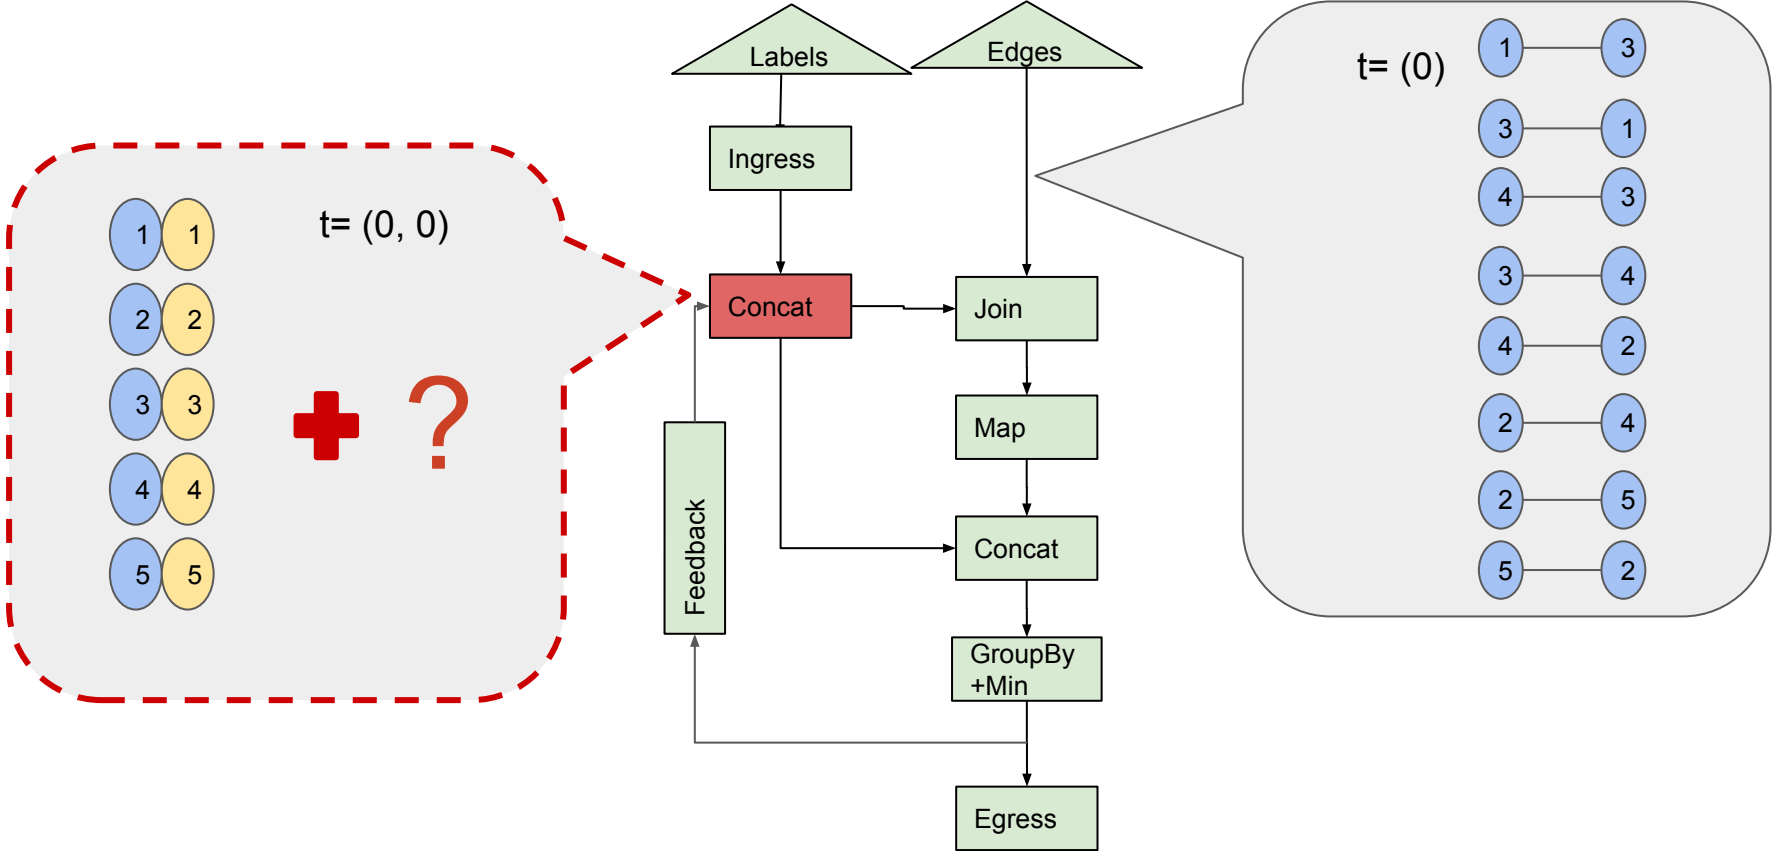 1 1
2 2
3 3
4 4
5 5
t= (0, 0)
?
Labels
Edges
Ingress
Concat
Join
Map
Feedback
Concat
GroupBy
+Min
Egress
t= (0)
1 3
3 1
4 3
3 4
4 2
2 4
2 5
5 2